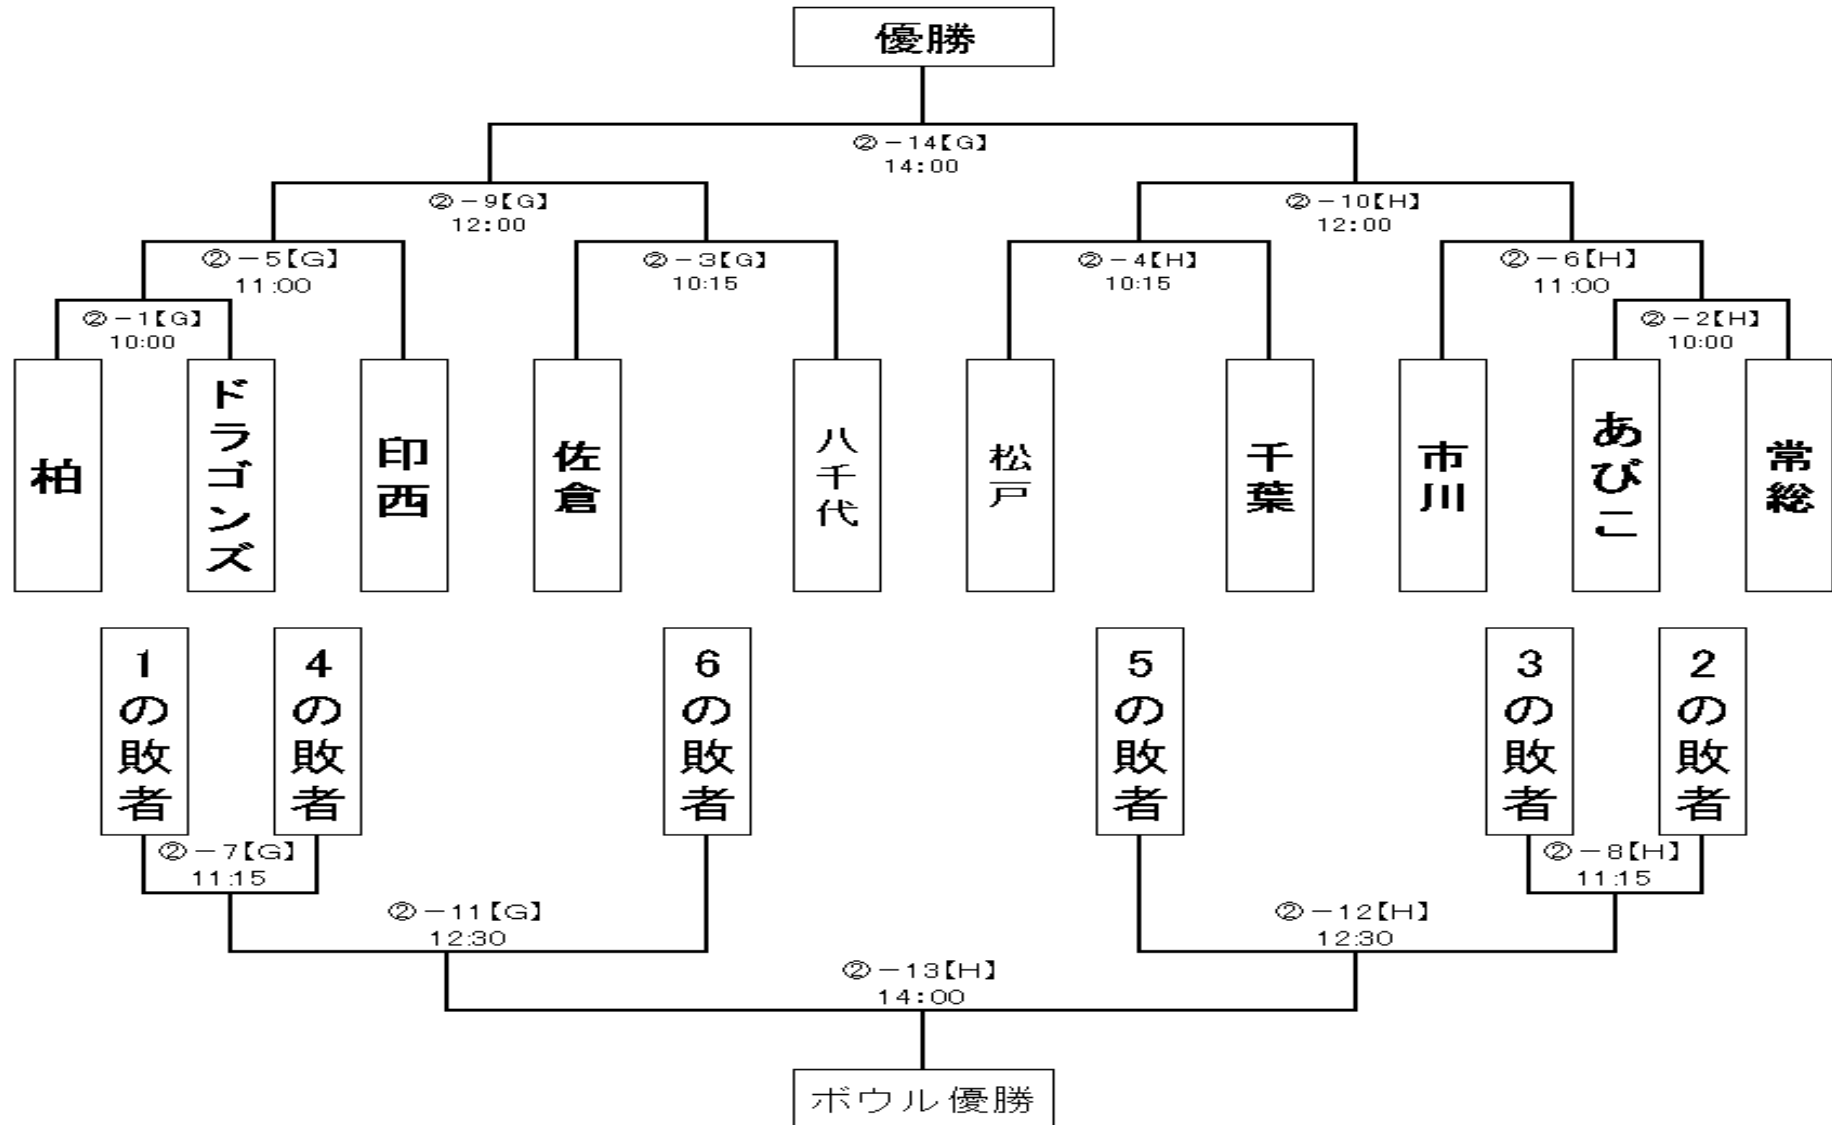 優勝
②－14【G】
14:00
②－9【G】
12:00
②－10【H】
12:00
②－5【G】
11:00
②－3【G】
10:15
②－4【H】
10:15
②－6【H】
11:00
②－1【G】
10:00
②－2【H】
10:00
柏
ドラゴンズ
印西
佐倉
八千代
松戸
千葉
市川
あびこ
常総
1の敗者
4の敗者
6の敗者
5の敗者
3の敗者
2の敗者
②－7【G】
11:15
②－8【H】
11:15
②－11【G】
12:30
②－12【H】
12:30
②－13【H】
14:00
ボウル優勝